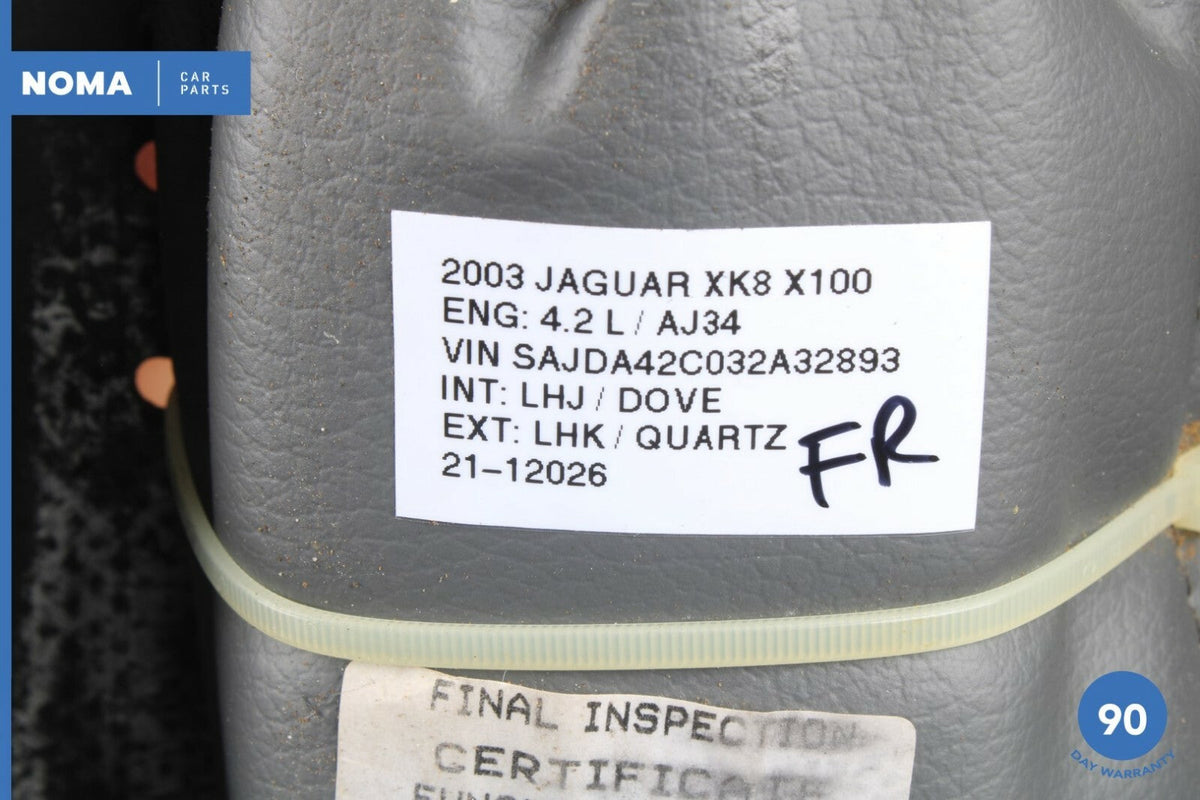 NOMA
CAR
PARTS
2003 JAGUAR XK8 X100
ENG: 4.2 L / AJ34
VIN SAJDA42C032A32893
INT: LHJ / DOVE
EXT: LHK / QUARTZ
21-12026
FR
FINAL INSPECTION
CERTIFICATE
90
DAY WARRANTY